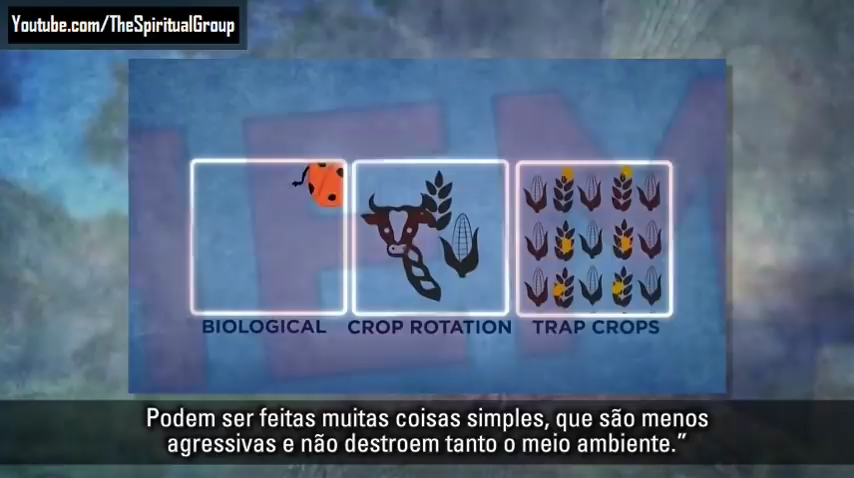 Youtube.com/TheSpiritualGroup
BIOLOGICAL CROP ROTATION TRAP CROPS
Podem ser feitas muitas coisas simples, que são menos
agressivas e não destroem tanto o meio ambiente.”